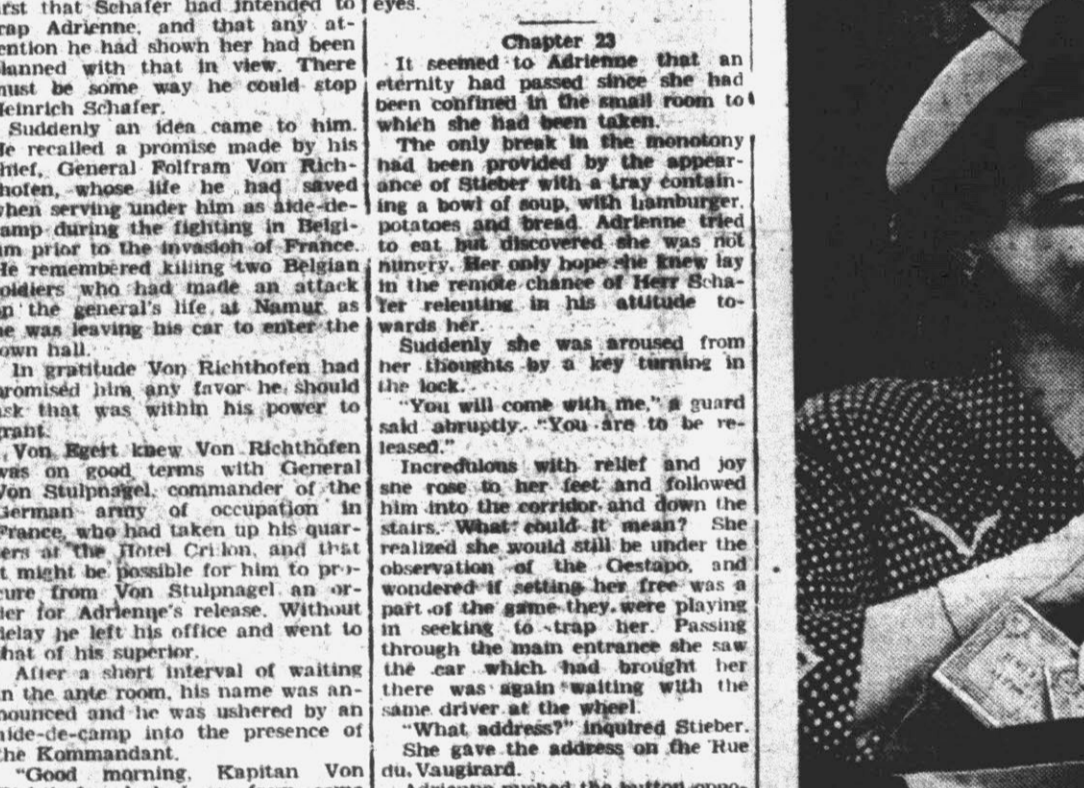 that Schafer had intended to
Adrienne, and that any at-
he had shown her had been
with that in view. There
must be some way he could stop
Heinrich Schafer.
Suddenly an idea came to him.
He recalled a promise made by his
chief, General Folfram Von Rich-
thofen, whose life he had saved
when serving under him as aide-de-
camp during the fighting in Belgi-
um prior to the invasion of France.
He remembered killing two Belgian
soldiers who had made an attack
on the general's life at Namur as
he was leaving his car to enter the
town hall.
In gratitude Von Richthofen had
promised him any favor he should
ask that was within his power to
grant.
Von Egert knew Von Richthofen
was on good terms with General
Von Stulpnagel, commander of the
German army of occupation in
France, who had taken up his quar-
ters at the Hotel Crillon, and that
it might be possible for him to pro-
cure from Von Stulpnagel an or-
der for Adrienne's release. Without
delay he left his office and went to
that of his superior.
After a short interval of waiting
in the ante room, his name was an-
nounced and he was ushered by an
aide-de-camp into the presence of
the Kommandant.
"Good morning, Kapitan Von
eyes.
Chapter 23
It seemed to Adrienne that an
eternity had passed since she had
been confined in the small room to
which she had been taken.
The only break in the monotony
had been provided by the appear-
ance of Stieber with a tray contain-
ing a bowl of soup, with hamburger.
potatoes and bread. Adrienne tried
to eat but discovered she was not
hungry. Her only hope she knew lay
in the remote chance of Herr Scha-
fer relenting in his attitude to-
wards her.
Suddenly she was aroused from
her thoughts by a key turning in
the lock.
"You will come with me," a guard
said abruptly. "You are to be re-
leased."
Incredulous with relief and joy
she rose to her feet and followed
him into the corridor and down the
stairs. What could it mean? She
realized she would still be under the
observation of the Gestapo, and
wondered if setting her free was a
part of the game they were playing
in seeking to trap her. Passing
through the main entrance she saw
the car which had brought her
there was again waiting with the
same driver at the wheel.
"What address?" inquired Stieber.
She gave the address on the Rue
du Vaugirard.
Adrienne pushed the button oppo-